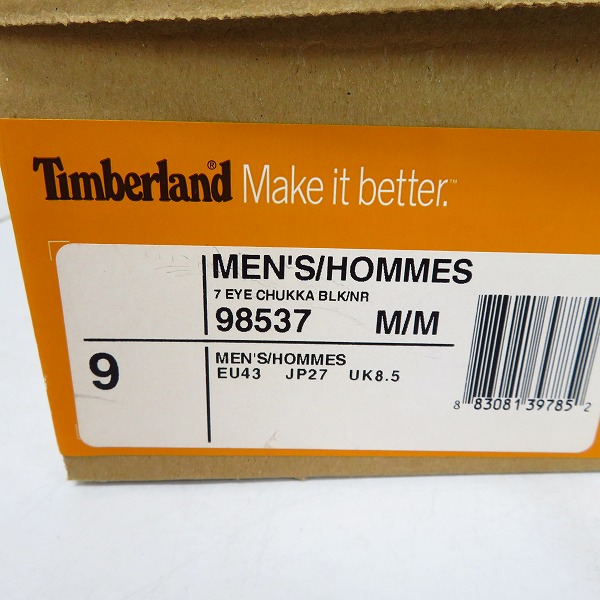 Timberland® Make it better.™
MEN'S/HOMMES
7 EYE CHUKKA BLK/NR
98537 M/M
9
MEN'S/HOMMES
EU43 JP27 UK8.5
8 83081 39785 2